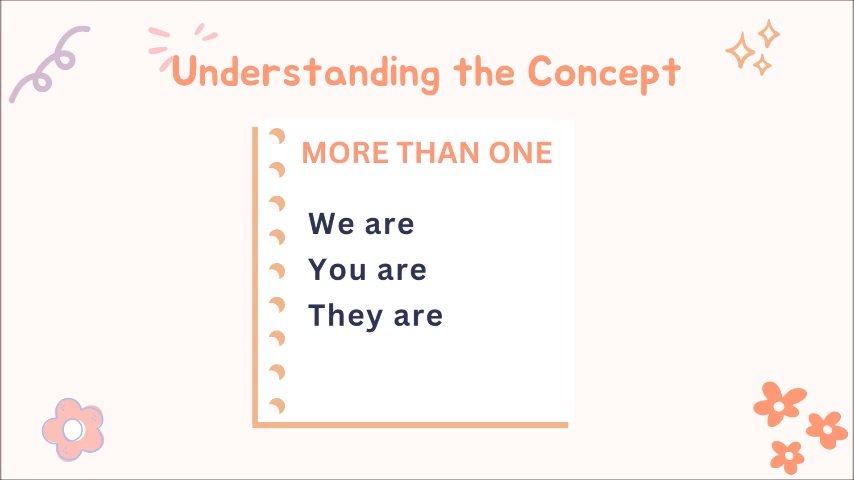 Understanding the Concept
MORE THAN ONE
We are
You are
They are